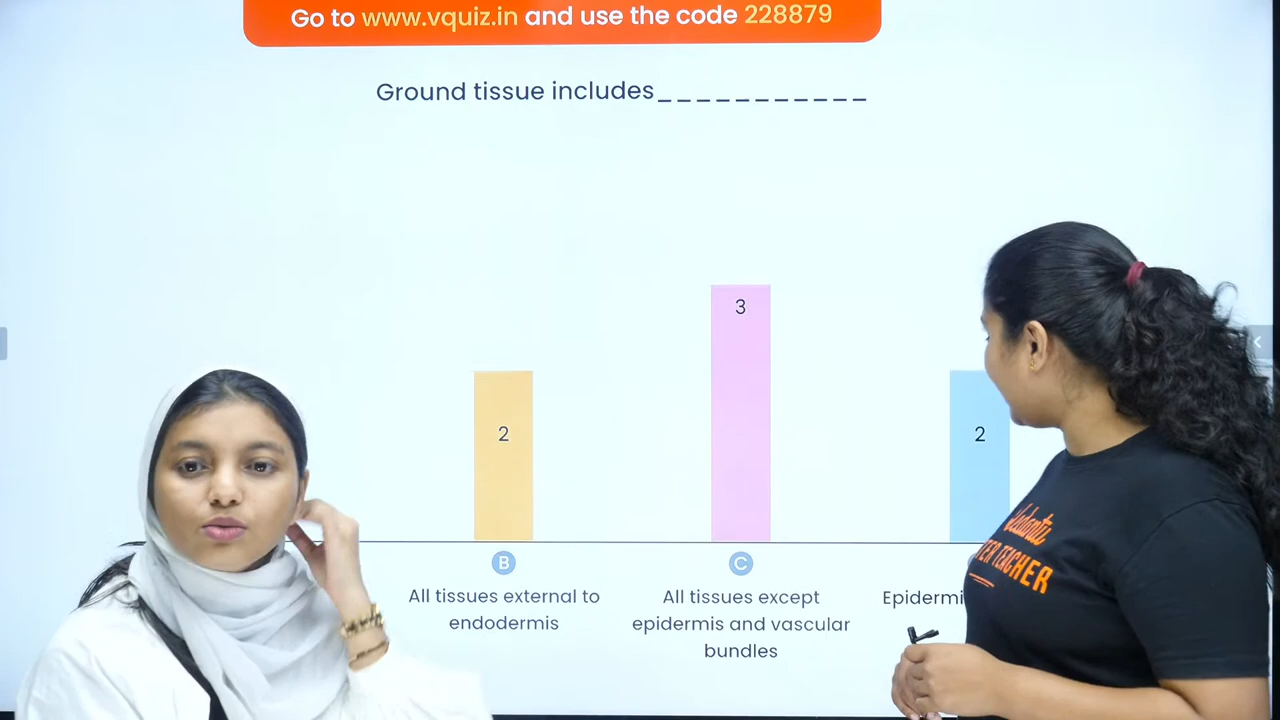 Go to www.vquiz.in and use the code 228879
Ground tissue includes___________
3
2
2
B
C
All tissues external to
endodermis
All tissues except
epidermis and vascular
bundles
TEACHER